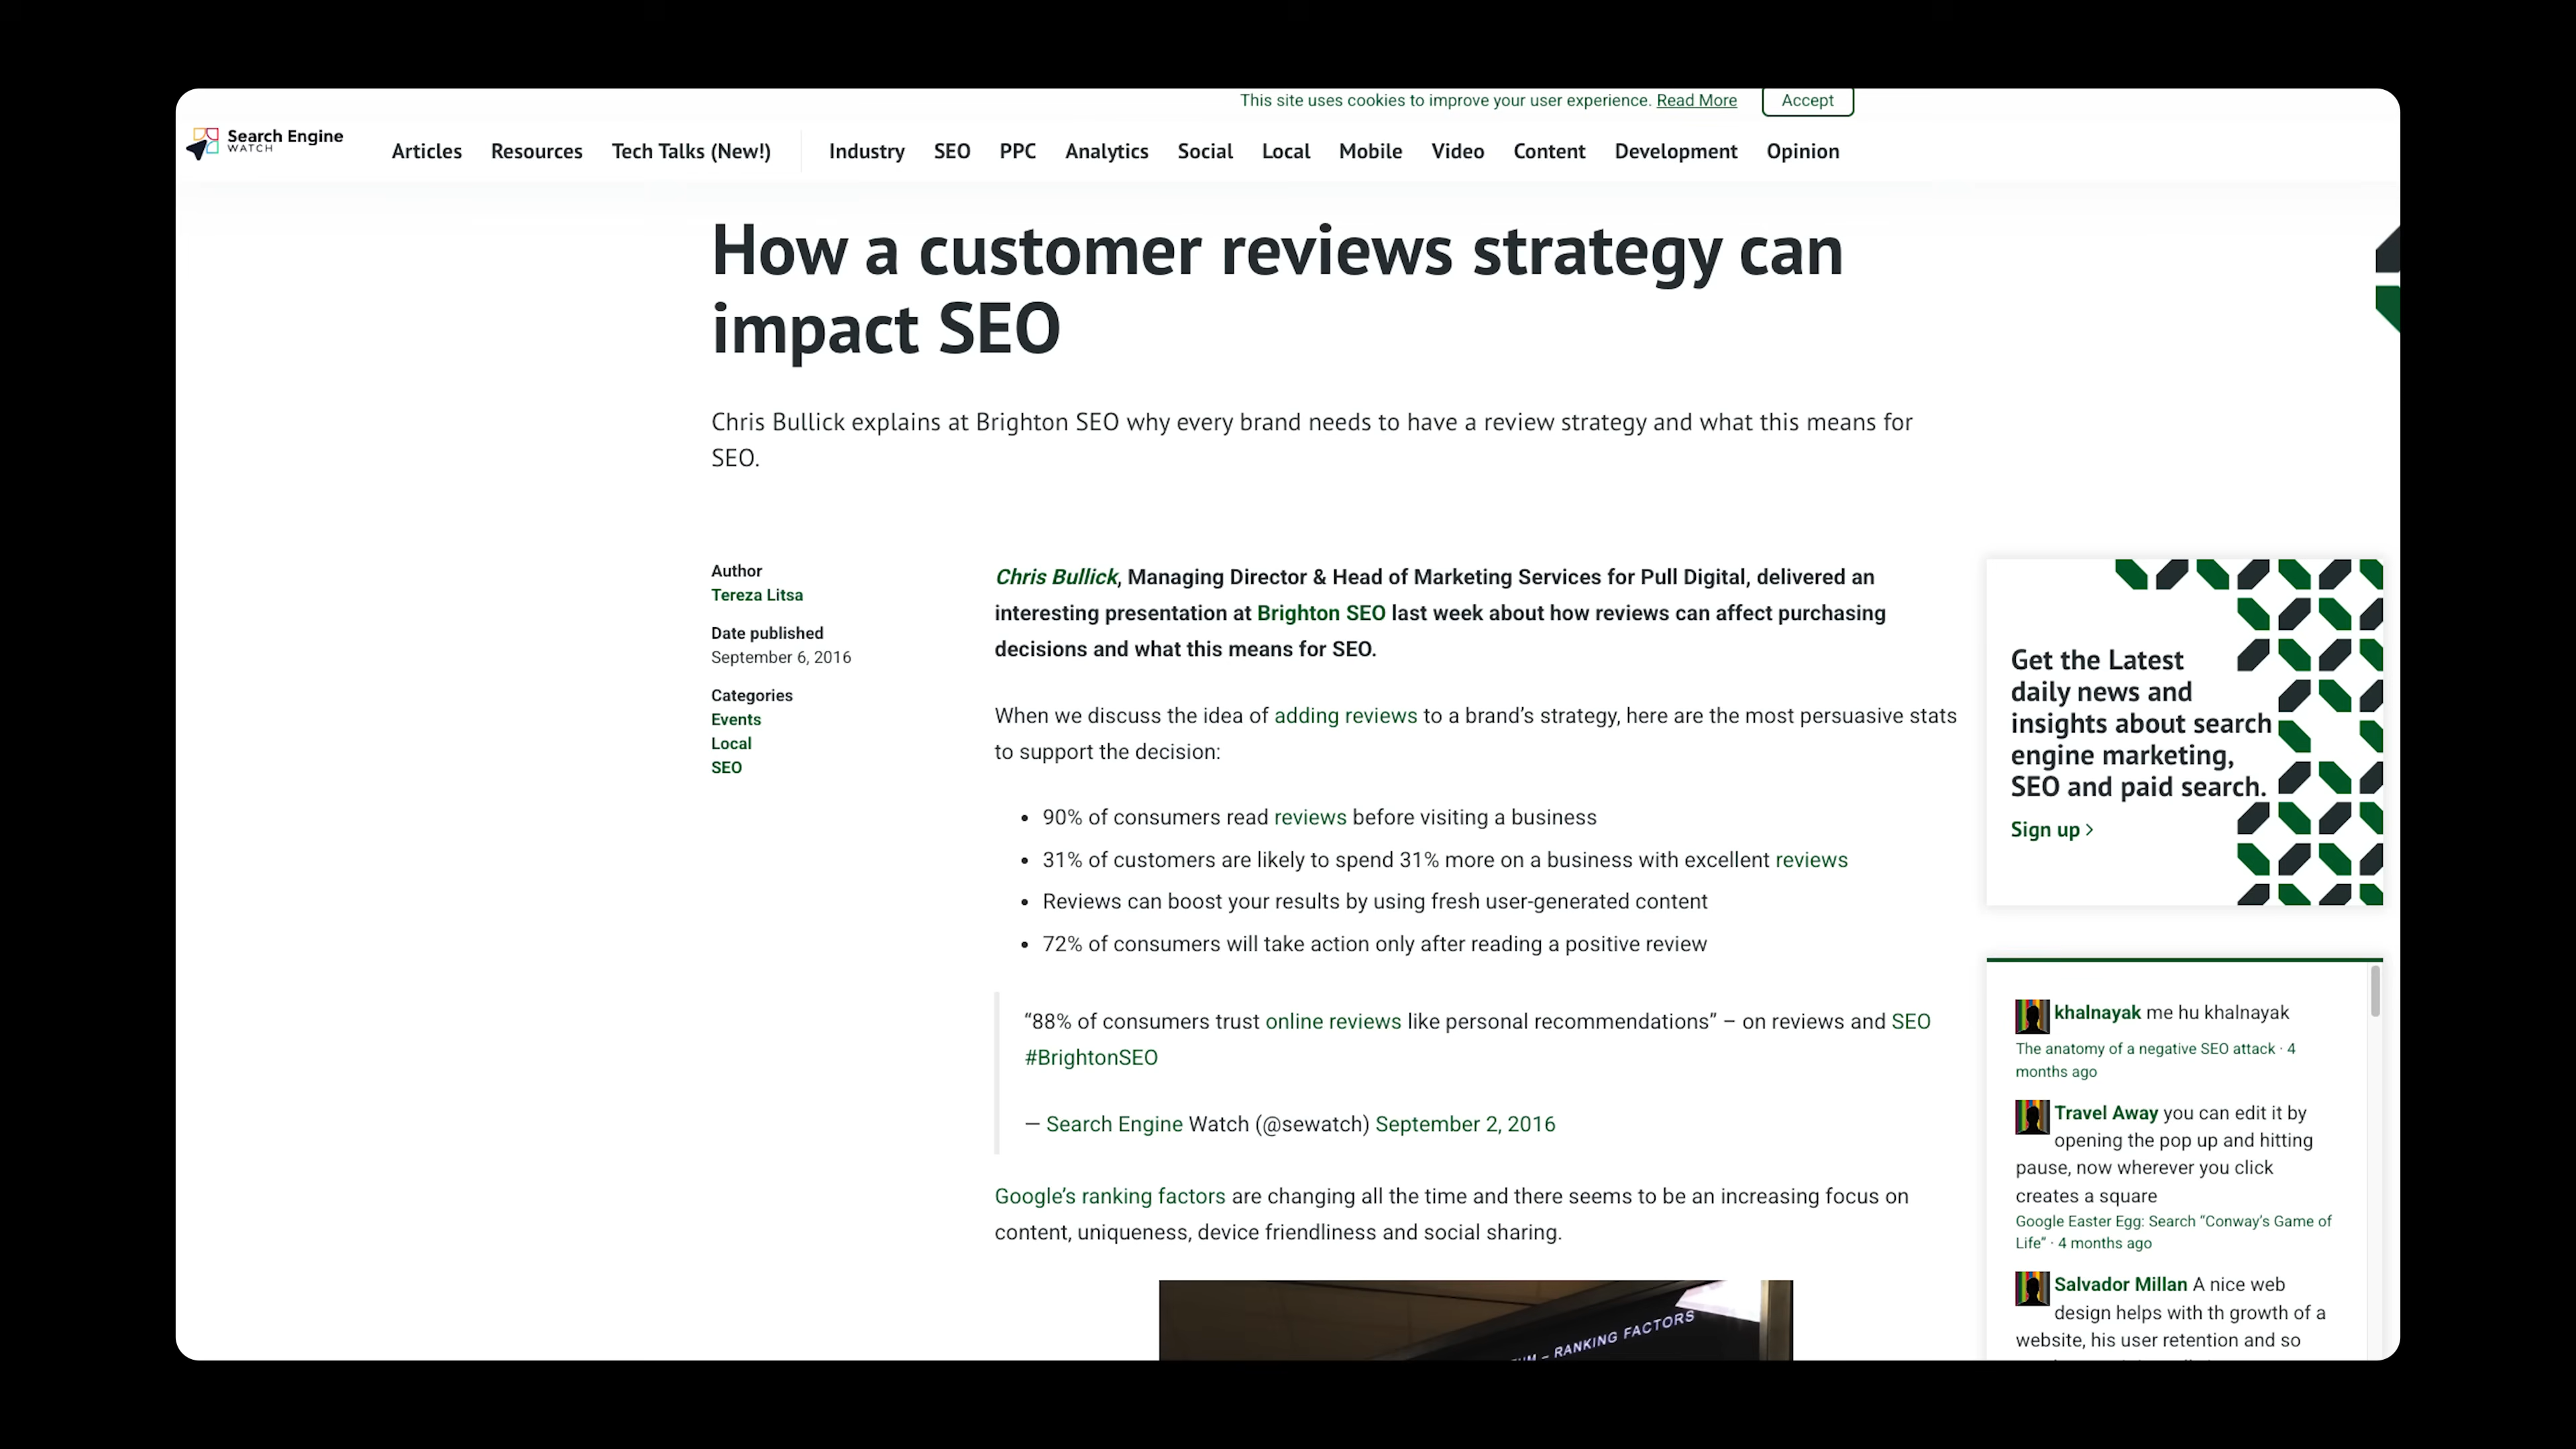 This site uses cookies to improve your user experience. Read More
Accept
Search Engine
WATCH
Articles
Resources
Tech Talks (New!)
Industry
SEO
PPC
Analytics
Social
Local
Mobile
Video
Content
Development
Opinion
How a customer reviews strategy can
impact SEO
Chris Bullick explains at Brighton SEO why every brand needs to have a review strategy and what this means for
SEO.
Author
Tereza Litsa
Date published
September 6, 2016
Categories
Events
Local
SEO
Chris Bullick, Managing Director & Head of Marketing Services for Pull Digital, delivered an
interesting presentation at Brighton SEO last week about how reviews can affect purchasing
decisions and what this means for SEO.
When we discuss the idea of adding reviews to a brand’s strategy, here are the most persuasive stats
to support the decision:
• 90% of consumers read reviews before visiting a business
• 31% of customers are likely to spend 31% more on a business with excellent reviews
• Reviews can boost your results by using fresh user-generated content
• 72% of consumers will take action only after reading a positive review
“88% of consumers trust online reviews like personal recommendations” – on reviews and SEO
#BrightonSEO
— Search Engine Watch (@sewatch) September 2, 2016
Google’s ranking factors are changing all the time and there seems to be an increasing focus on
content, uniqueness, device friendliness and social sharing.
– RANKING FACTORS
Get the Latest
daily news and
insights about search
engine marketing,
SEO and paid search.
Sign up >
khalnayak me hu khalnayak
The anatomy of a negative SEO attack · 4
months ago
Travel Away you can edit it by
opening the pop up and hitting
pause, now wherever you click
creates a square
Google Easter Egg: Search “Conway’s Game of
Life” · 4 months ago
Salvador Millan A nice web
design helps with th growth of a
website, his user retention and so